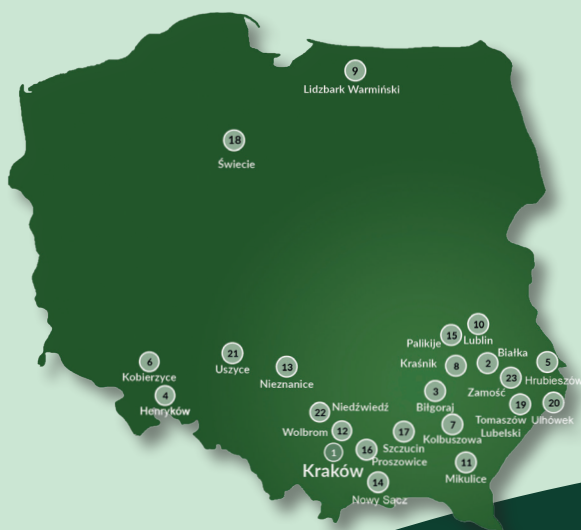 9
Lidzbark Warmiński
18
Świecie
10
Lublin
15
Palikije
Białka
2
8
Kraśnik
5
Hrubieszów
23
Zamość
6
Kobierzyce
21
Uszyce
13
Nieznanice
4
Henryków
3
Biłgoraj
19
Tomaszów
Lubelski
20
Ulhówek
22
Niedźwiedź
12
Wolbrom
17
Szczucin
7
Kolbuszowa
1
Kraków
16
Proszowice
11
Mikulice
14
Nowy Sącz